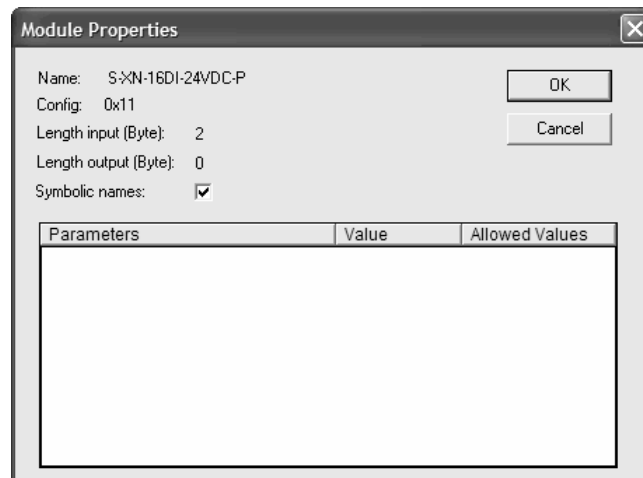 Module Properties
Name: S-XN-16DI-24VDC-P
OK
Config: 0x11
Length input (Byte): 2
Cancel
Length output (Byte): 0
Symbolic names:
Parameters Value Allowed Values